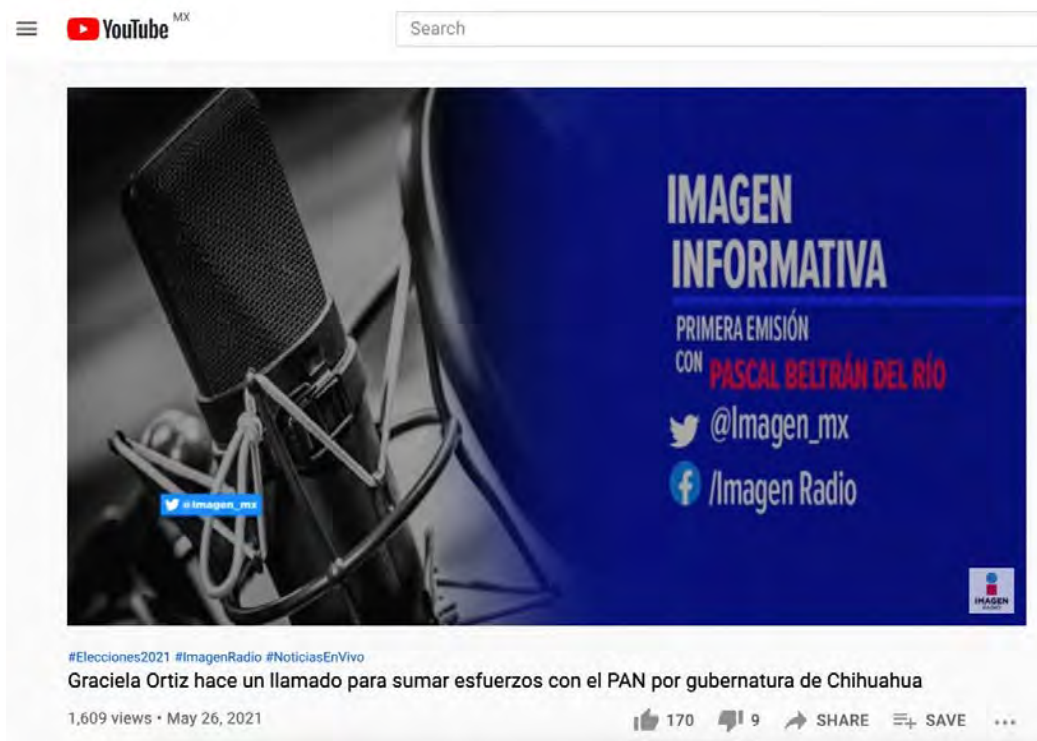 YouTube MX
Search
IMAGEN
INFORMATIVA
PRIMERA EMISIÓN
CON PASCAL BELTRÁN DEL RÍO
@Imagen_mx
/Imagen Radio
@imagen_mx
IMAGEN
RADIO
#Elecciones2021 #ImagenRadio #NoticiasEnVivo
Graciela Ortiz hace un llamado para sumar esfuerzos con el PAN por gubernatura de Chihuahua
1,609 views • May 26, 2021
170 9 SHARE SAVE